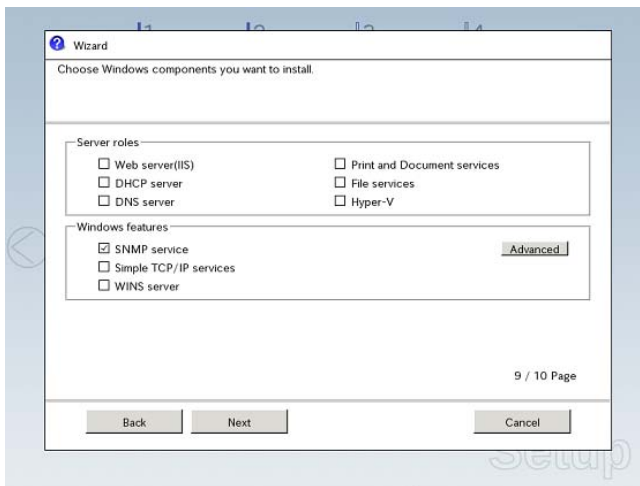 Wizard
Choose Windows components you want to install.
Server roles
Web server(IIS)
Print and Document services
DHCP server
File services
DNS server
Hyper-V
Windows features
SNMP service
Advanced
Simple TCP/IP services
WINS server
9 / 10 Page
Back
Next
Cancel
Setup